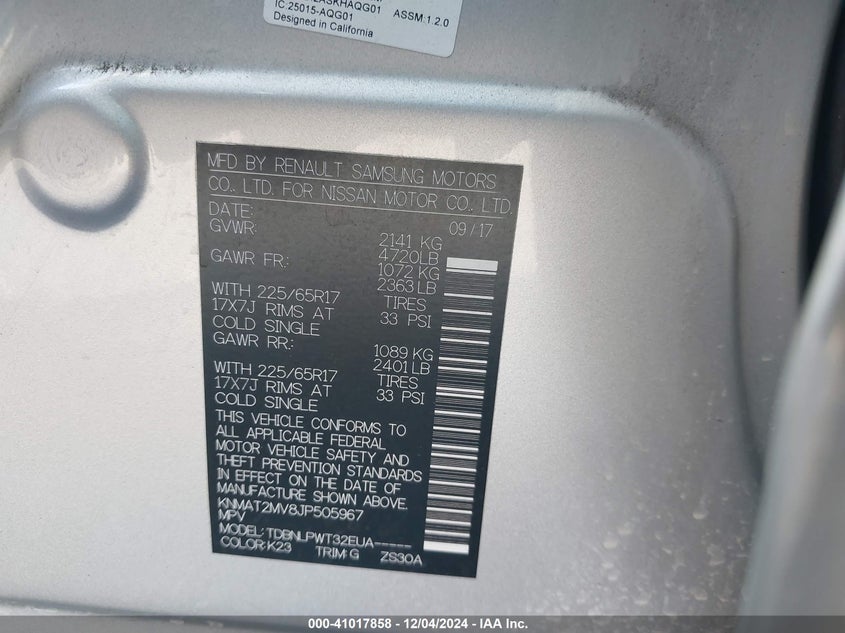 IC 25015-AQG01 ASSM:1.2.0
Designed in California
MFD BY RENAULT SAMSUNG MOTORS
CO., LTD. FOR NISSAN MOTOR CO., LTD.
DATE: 09/17
GVWR: 2141 KG
4720LB
GAWR FR.: 1072 KG
2363 LB
WITH 225/65R17 TIRES
17X7J RIMS AT 33 PSI
COLD SINGLE
GAWR RR.: 1089 KG
2401 LB
WITH 225/65R17 TIRES
17X7J RIMS AT 33 PSI
COLD SINGLE
THIS VEHICLE CONFORMS TO
ALL APPLICABLE FEDERAL
MOTOR VEHICLE SAFETY AND
THEFT PREVENTION STANDARDS
IN EFFECT ON THE DATE OF
MANUFACTURE SHOWN ABOVE.
KNMAT2MV8JP505967
MPV
MODEL: TDBNLPWT32EUA-----
COLOR:K23 TRIM:G ZS30A
000-41017858 - 12/04/2024 - IAA Inc.